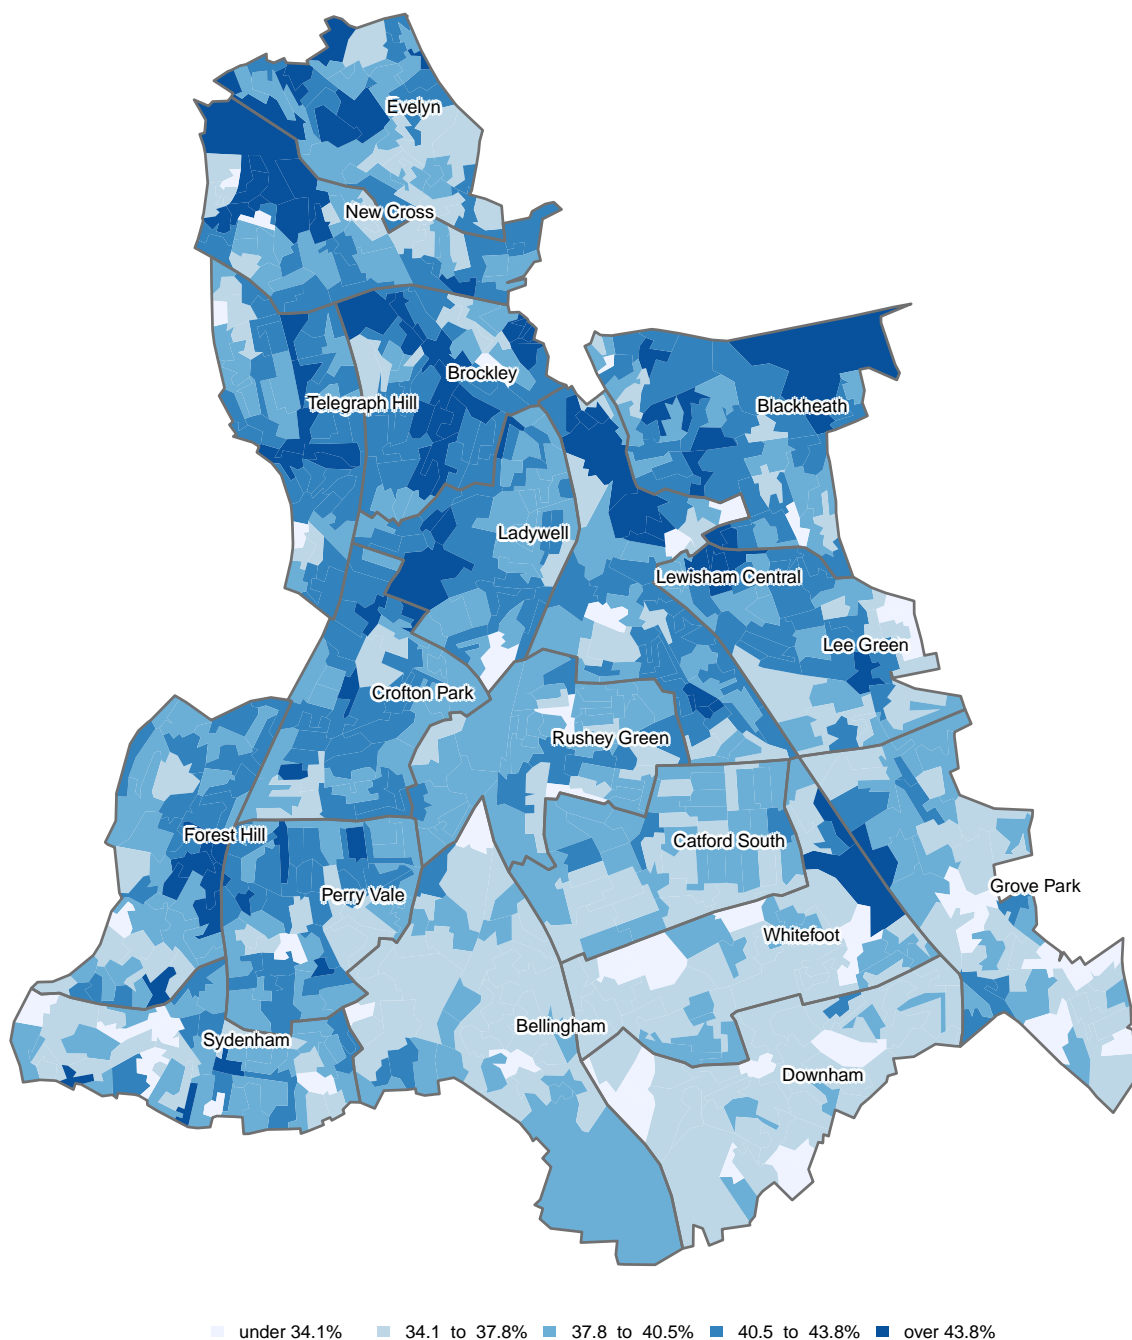 Evelyn
New Cross
Brockley
Telegraph Hill
Blackheath
Ladywell
Lewisham Central
Lee Green
Crofton Park
Rushey Green
Forest Hill
Catford South
Perry Vale
Grove Park
Whitefoot
Bellingham
Sydenham
Downham
under 34.1% 34.1 to 37.8% 37.8 to 40.5% 40.5 to 43.8% over 43.8%